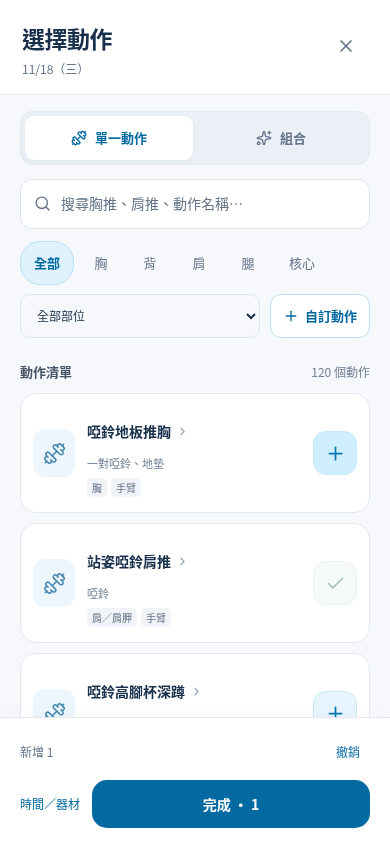 選擇動作
11/18（三）
單一動作
組合
搜尋胸推、肩推、動作名稱…
全部 胸 背 肩 腿 核心
全部部位
自訂動作
動作清單
120 個動作
啞鈴地板推胸
一對啞鈴、地墊
胸 手臂
站姿啞鈴肩推
啞鈴
肩／肩胛 手臂
啞鈴高腳杯深蹲
新增 1
撤銷
時間／器材
完成 · 1